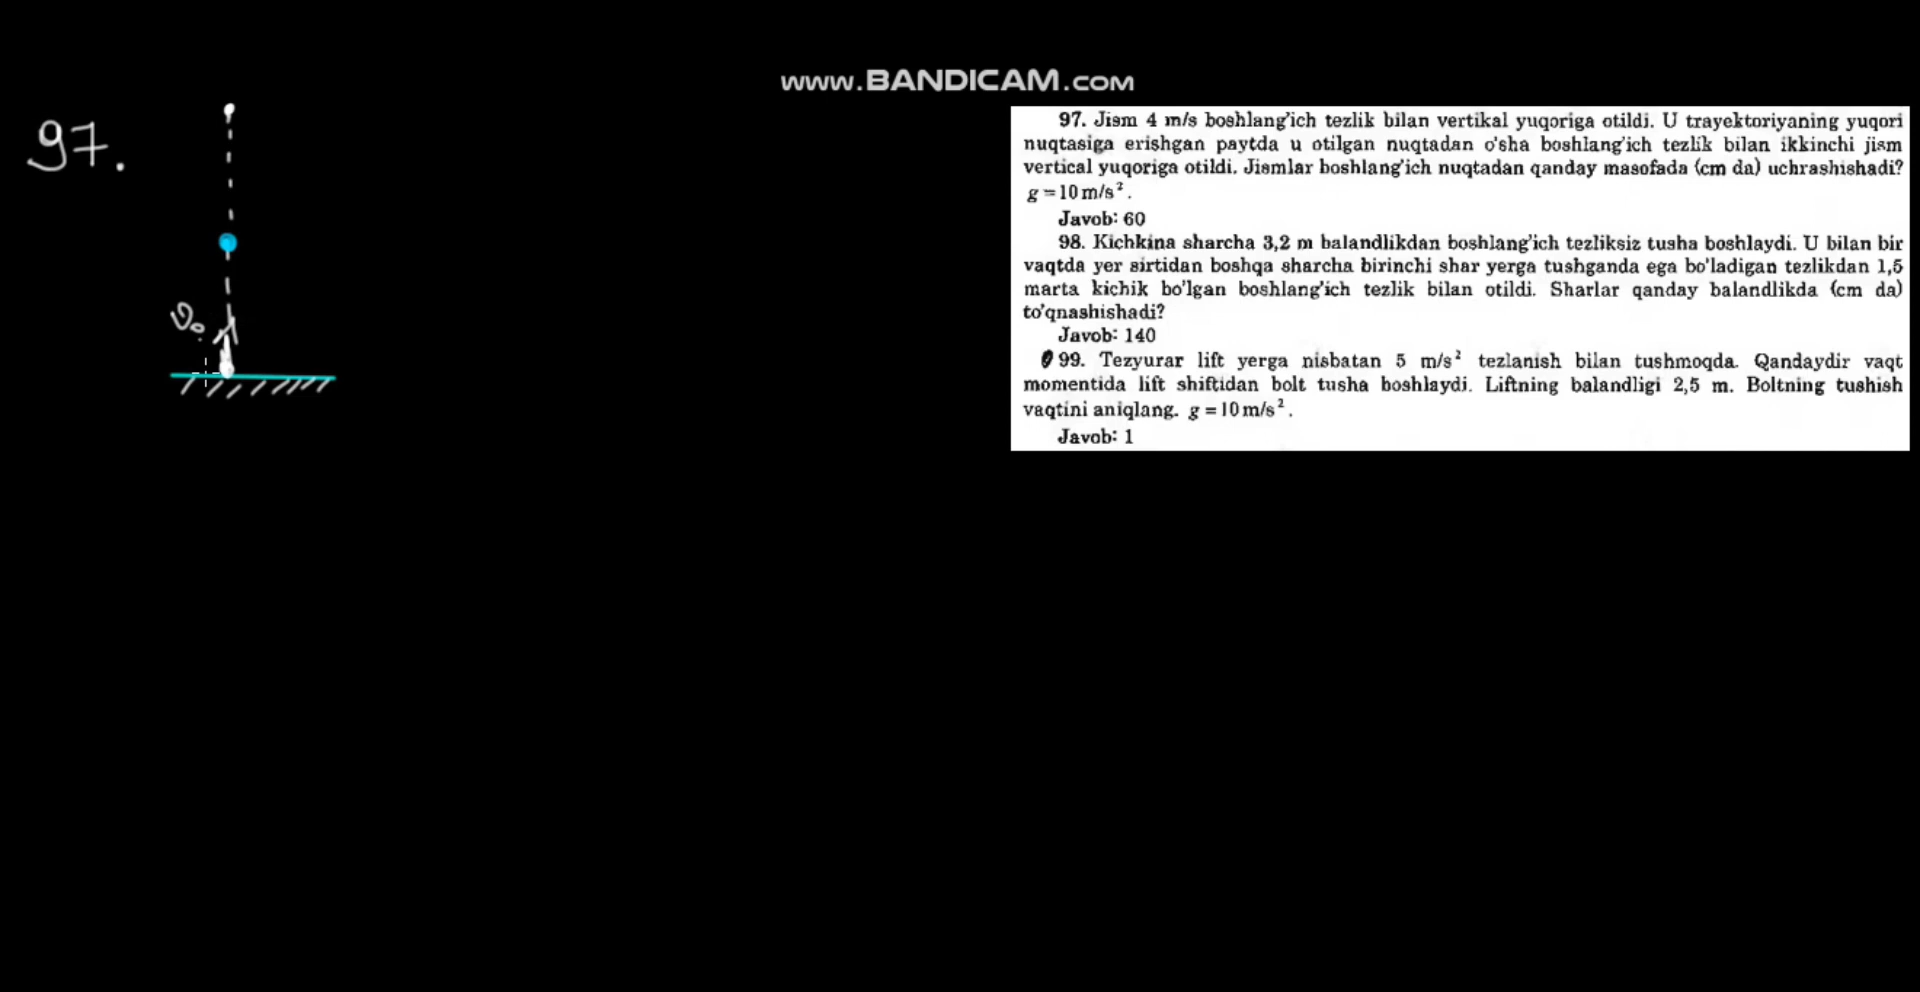 www.BANDICAM.COM
97.
υ₀
97. Jism 4 m/s boshlang'ich tezlik bilan vertikal yuqoriga otildi. U trayektoriyaning yuqori
nuqtasiga erishgan paytda u otilgan nuqtadan o'sha boshlang'ich tezlik bilan ikkinchi jism
vertical yuqoriga otildi. Jismlar boshlang'ich nuqtadan qanday masofada (cm da) uchrashishadi?
g = 10 m/s².
Javob: 60
98. Kichkina sharcha 3,2 m balandlikdan boshlang'ich tezliksiz tusha boshlaydi. U bilan bir
vaqtda yer sirtidan boshqa sharcha birinchi shar yerga tushganda ega bo'ladigan tezlikdan 1,5
marta kichik bo'lgan boshlang'ich tezlik bilan otildi. Sharlar qanday balandlikda (cm da)
to'qnashishadi?
Javob: 140
99. Tezyurar lift yerga nisbatan 5 m/s² tezlanish bilan tushmoqda. Qandaydir vaqt
momentida lift shiftidan bolt tusha boshlaydi. Liftning balandligi 2,5 m. Boltning tushish
vaqtini aniqlang. g = 10 m/s².
Javob: 1